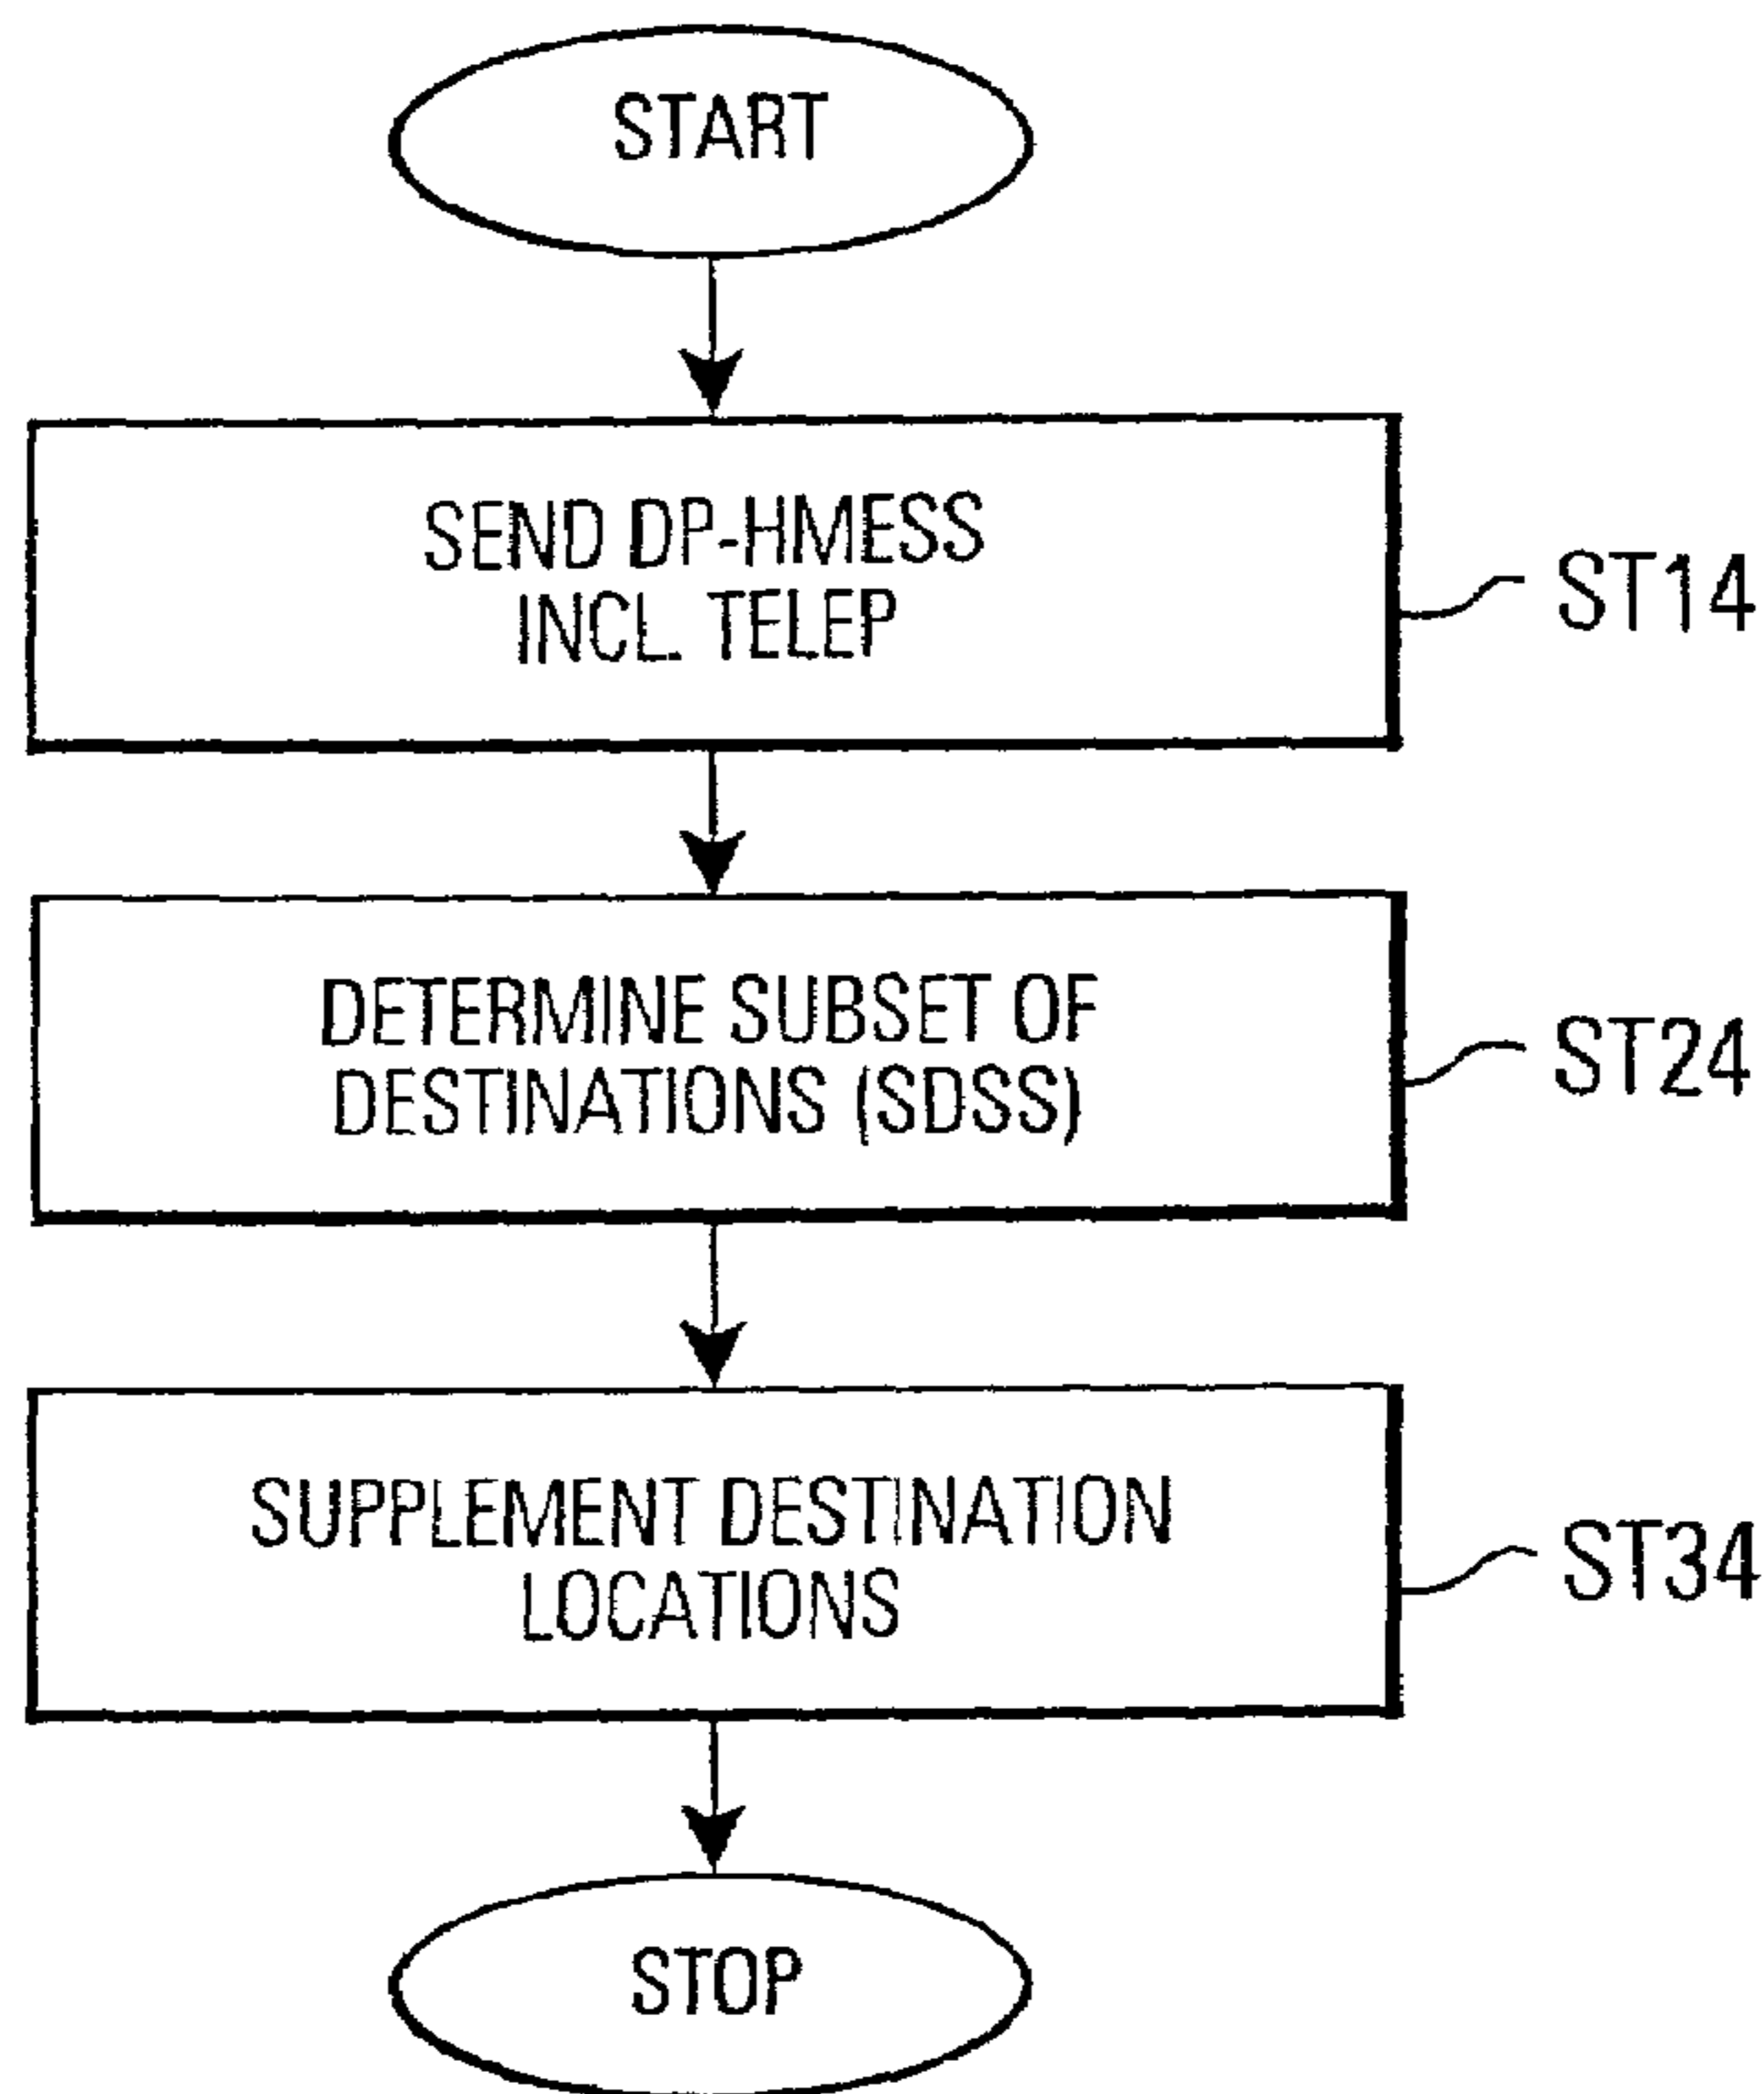 START
SEND DP-HMESS
INCL. TELEP
ST14
DETERMINE SUBSET OF
DESTINATIONS (SDSS)
ST24
SUPPLEMENT DESTINATION
LOCATIONS
ST34
STOP